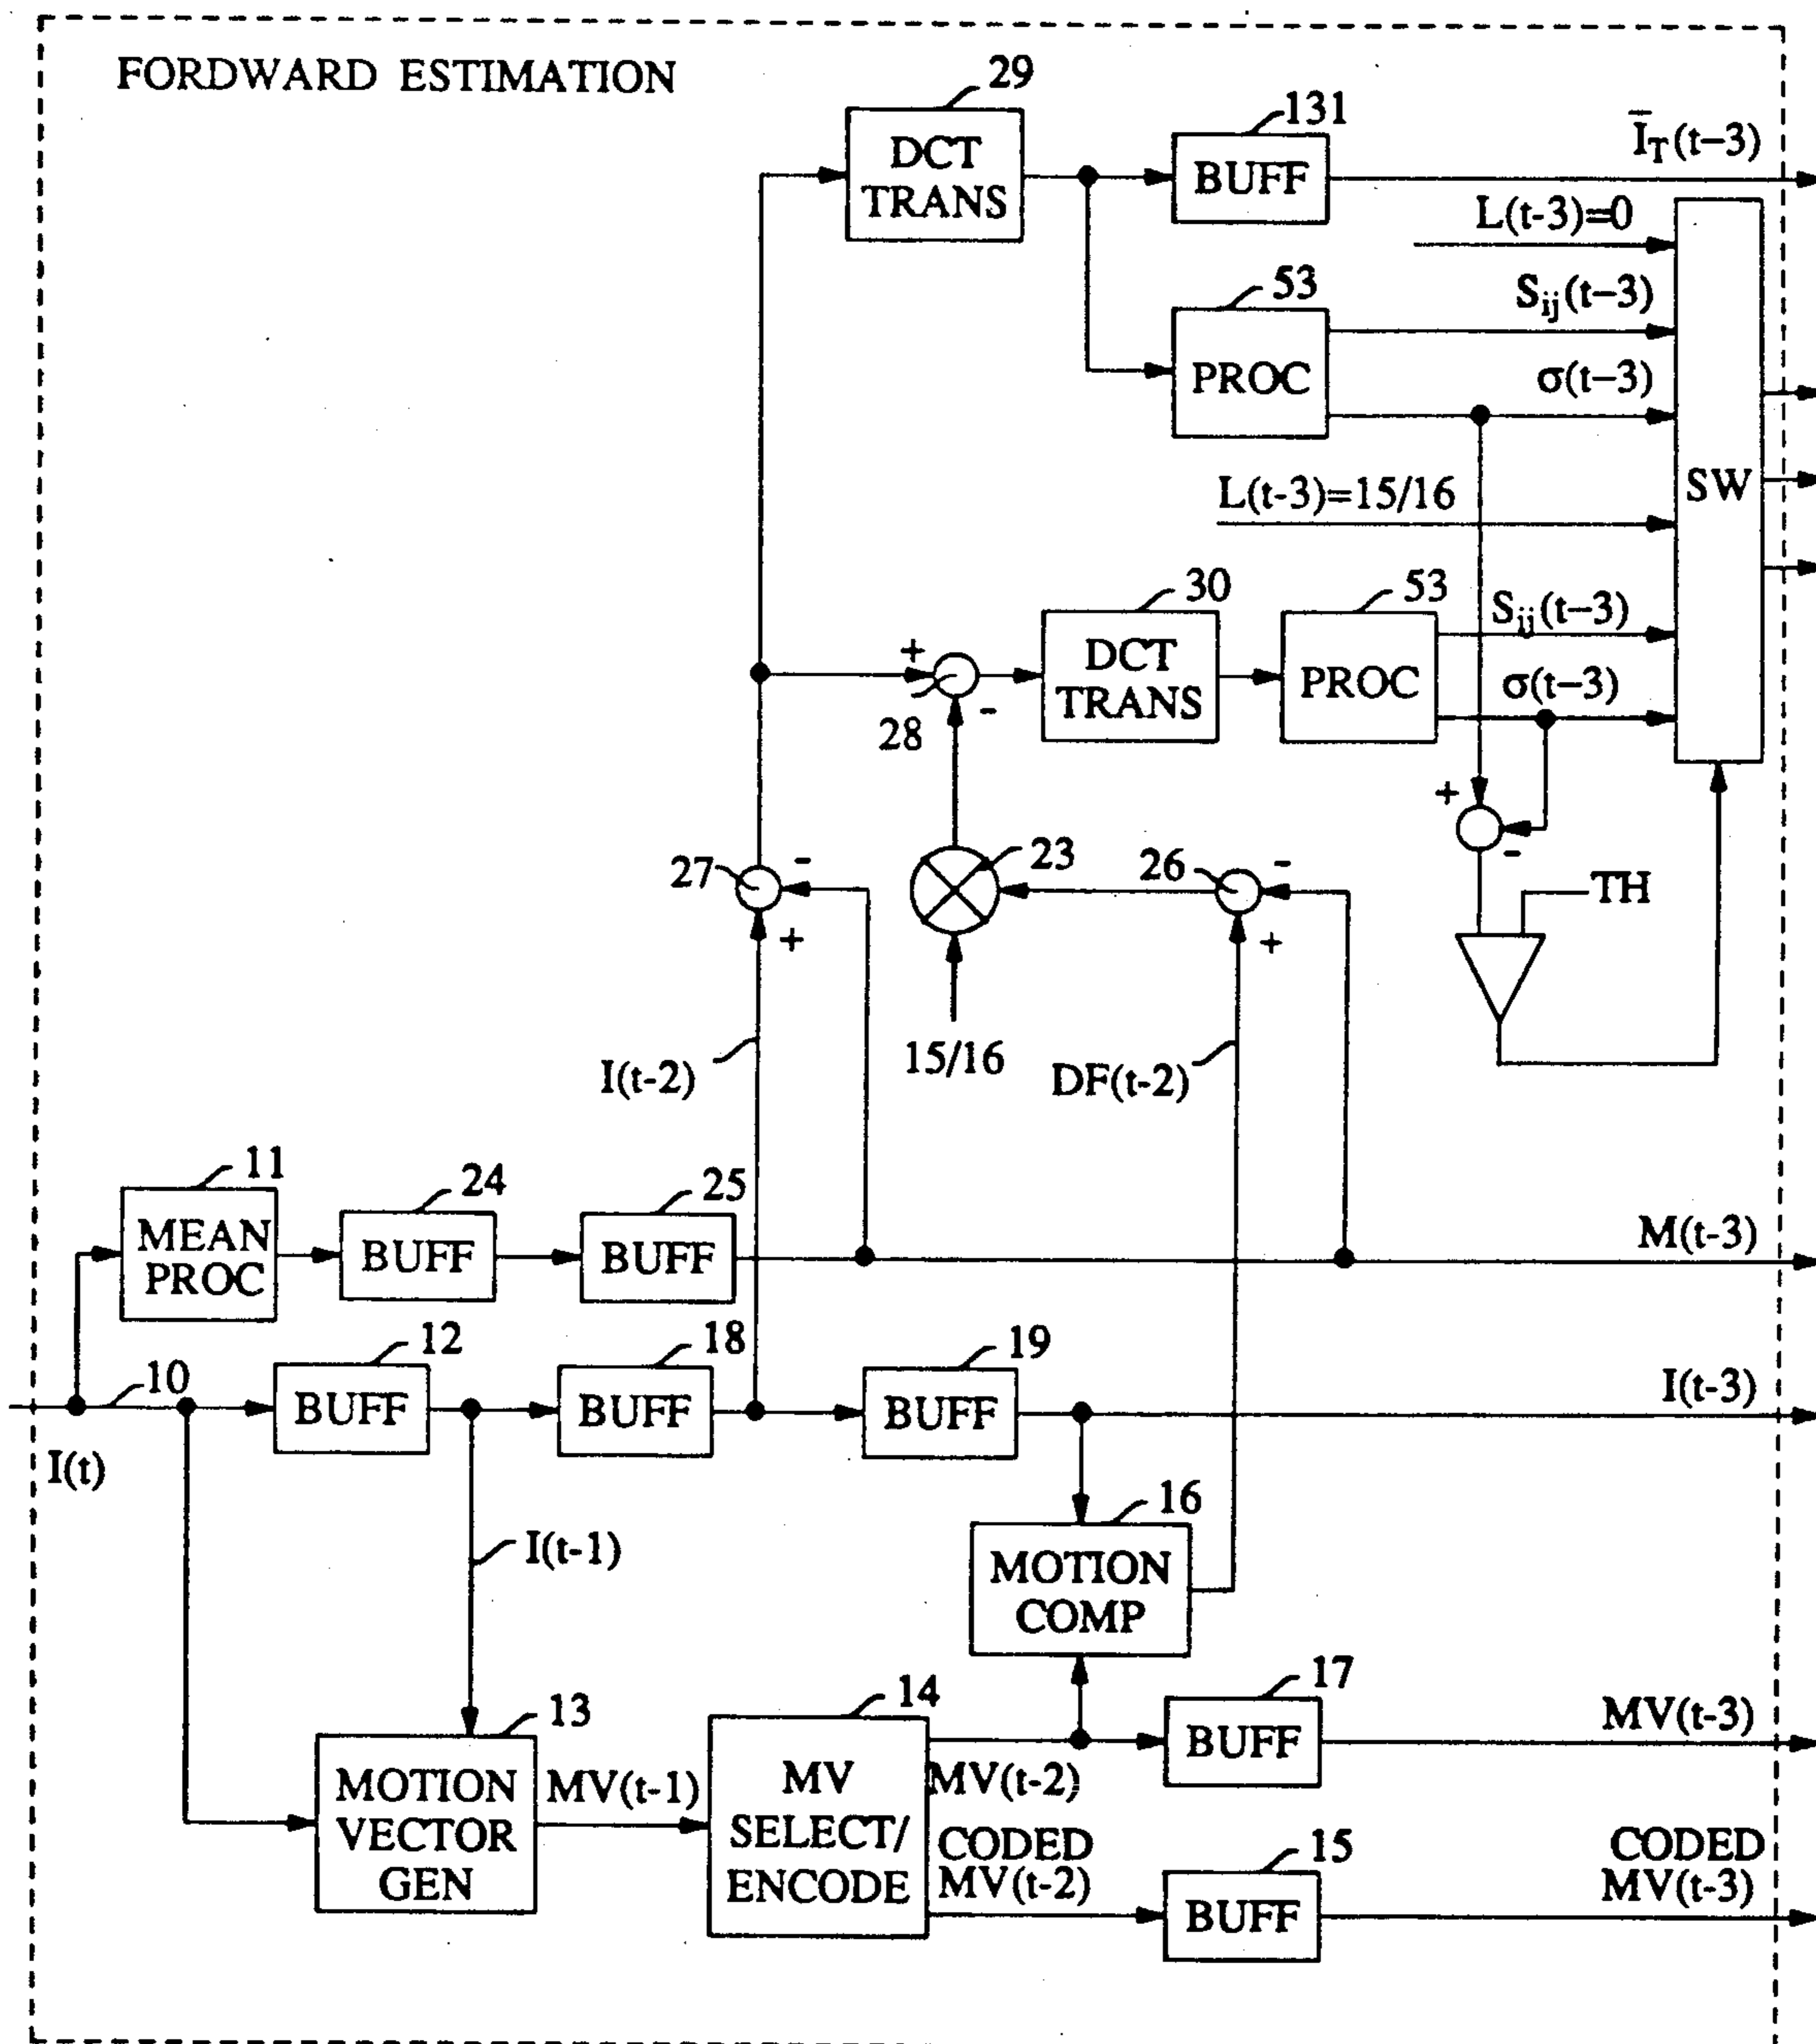 FORDWARD ESTIMATION
29
DCT
TRANS
131
BUFF
Ī_T(t–3)
L(t-3)=0
53
PROC
S_ij(t–3)
σ(t–3)
SW
L(t-3)=15/16
30
DCT
TRANS
53
PROC
S_ij(t–3)
σ(t–3)
+
-
28
+
-
27
-
+
23
26
-
+
TH
15/16
I(t-2)
DF(t-2)
11
MEAN
PROC
24
BUFF
25
BUFF
M(t-3)
10
12
BUFF
18
BUFF
19
BUFF
I(t-3)
I(t)
I(t-1)
16
MOTION
COMP
13
MOTION
VECTOR
GEN
MV(t-1)
14
MV
SELECT/
ENCODE
MV(t-2)
17
BUFF
MV(t-3)
CODED
MV(t-2)
15
BUFF
CODED
MV(t-3)